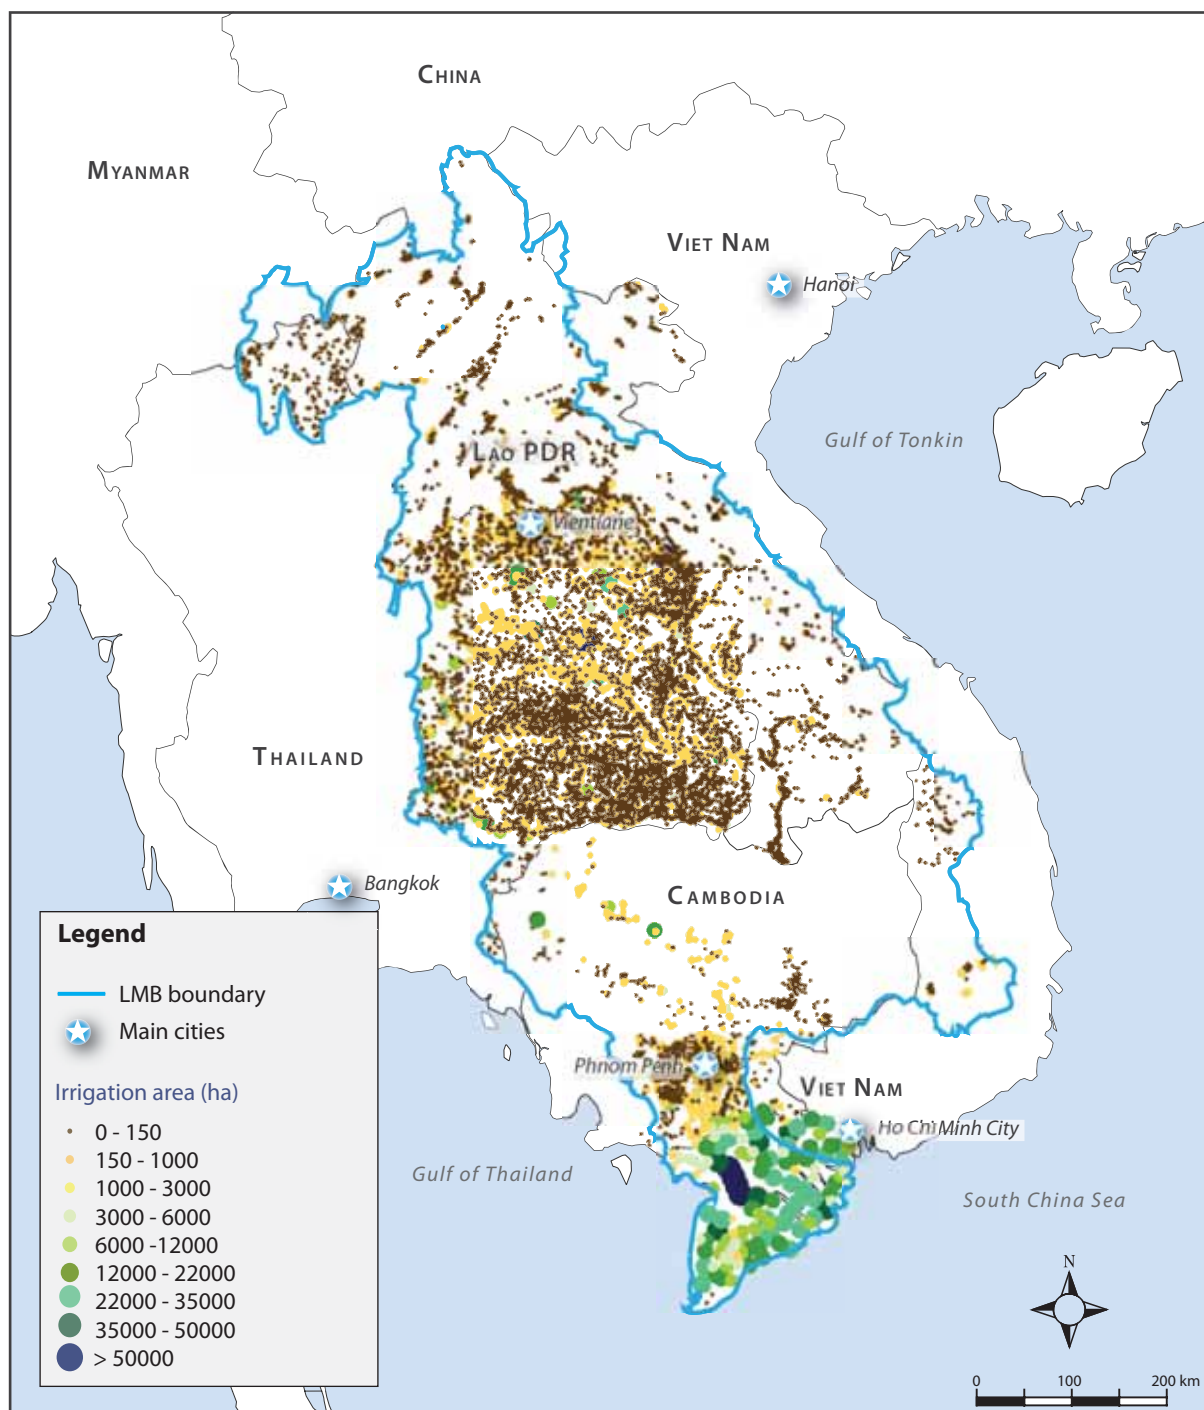 CHINA
MYANMAR
VIET NAM
Hanoi
Gulf of Tonkin
LAO PDR
Vientiane
THAILAND
Bangkok
CAMBODIA
Phnom Penh
VIET NAM
Ho Chi Minh City
Gulf of Thailand
South China Sea
Legend
LMB boundary
Main cities
Irrigation area (ha)
0 - 150
150 - 1000
1000 - 3000
3000 - 6000
6000 -12000
12000 - 22000
22000 - 35000
35000 - 50000
> 50000
N
0 100 200 km